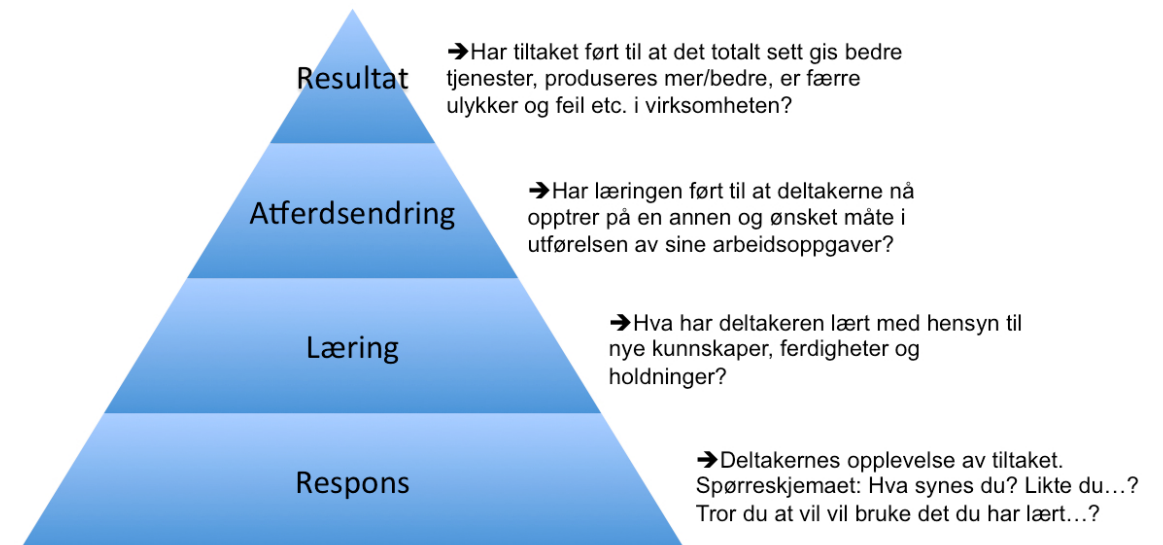 Resultat
➔Har tiltaket ført til at det totalt sett gis bedre
tjenester, produseres mer/bedre, er færre
ulykker og feil etc. i virksomheten?
Atferdsendring
➔Har læringen ført til at deltakerne nå
opptrer på en annen og ønsket måte i
utførelsen av sine arbeidsoppgaver?
Læring
➔Hva har deltakeren lært med hensyn til
nye kunnskaper, ferdigheter og
holdninger?
Respons
➔Deltakernes opplevelse av tiltaket.
Spørreskjemaet: Hva synes du? Likte du…?
Tror du at vil vil bruke det du har lært…?